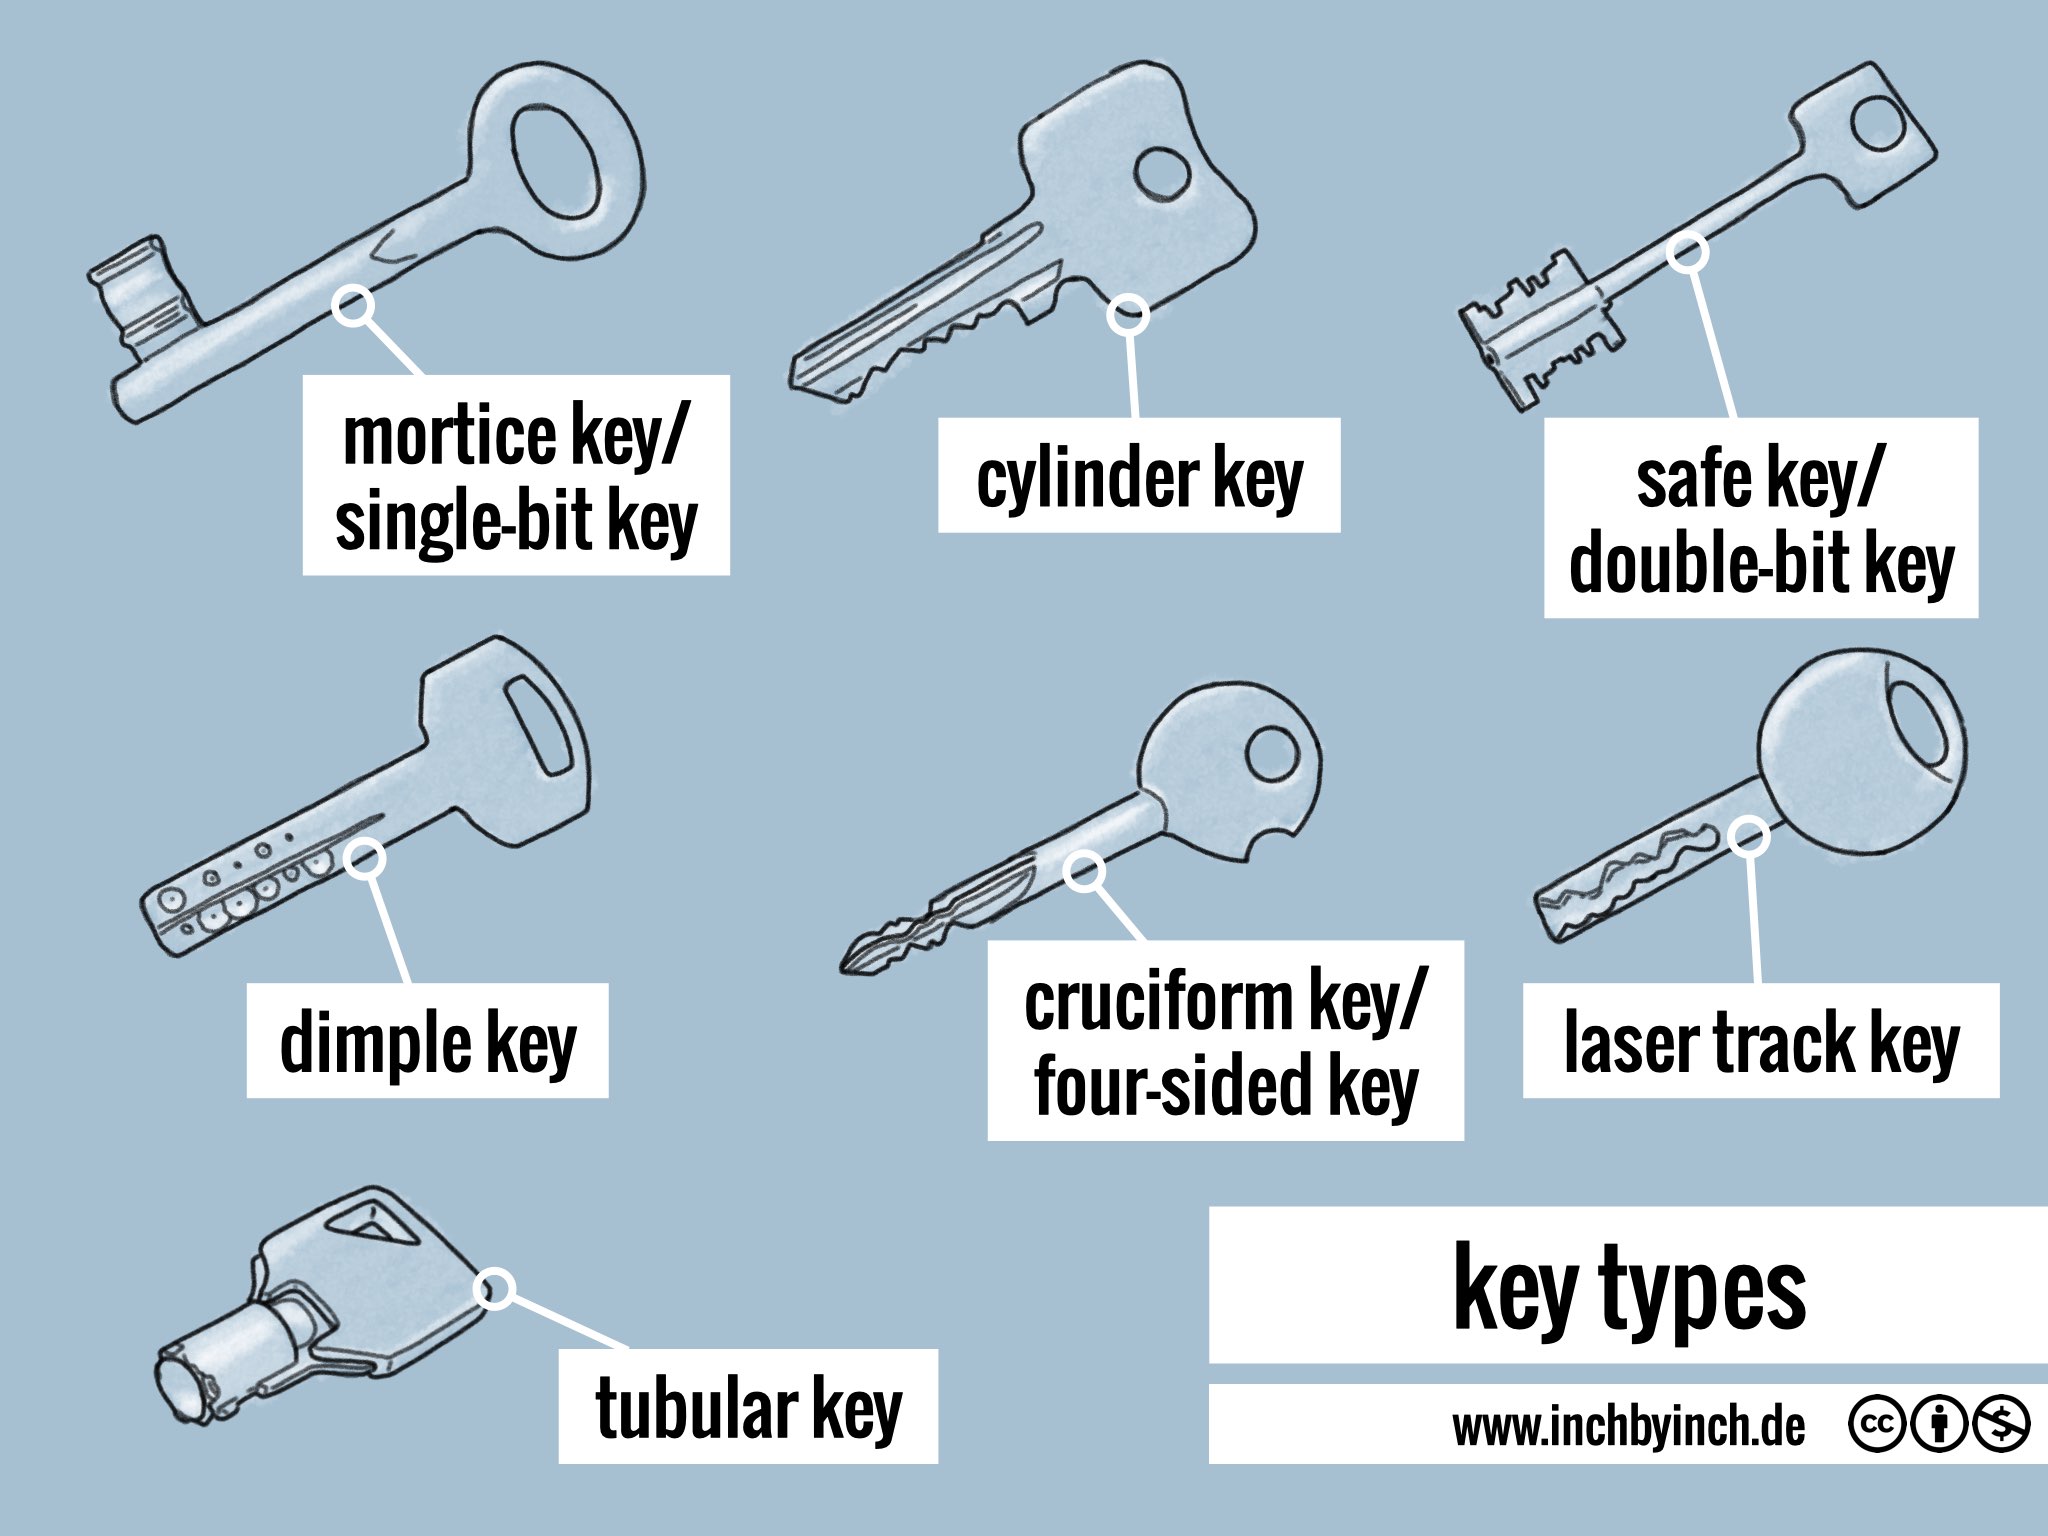 mortice key/
single-bit key
cylinder key
safe key/
double-bit key
dimple key
cruciform key/
four-sided key
laser track key
tubular key
key types
www.inchbyinch.de
cc
$